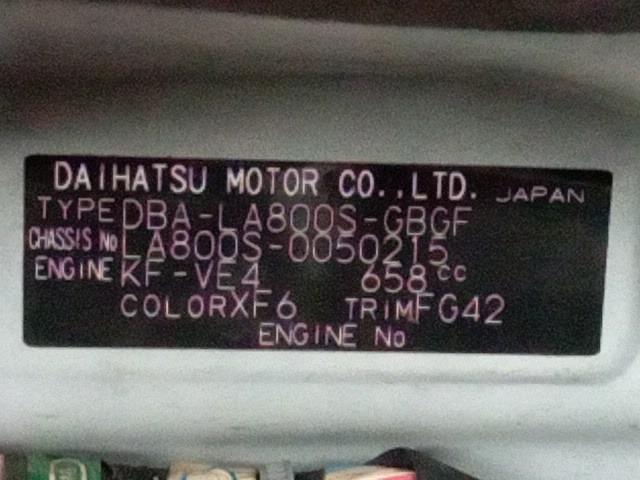 DAIHATSU MOTOR CO.,LTD. JAPAN
TYPE DBA-LA800S-GBGF
CHASSIS No LA800S-0050215
ENGINE KF-VE4 658cc
COLOR XF6 TRIM FG42
ENGINE No